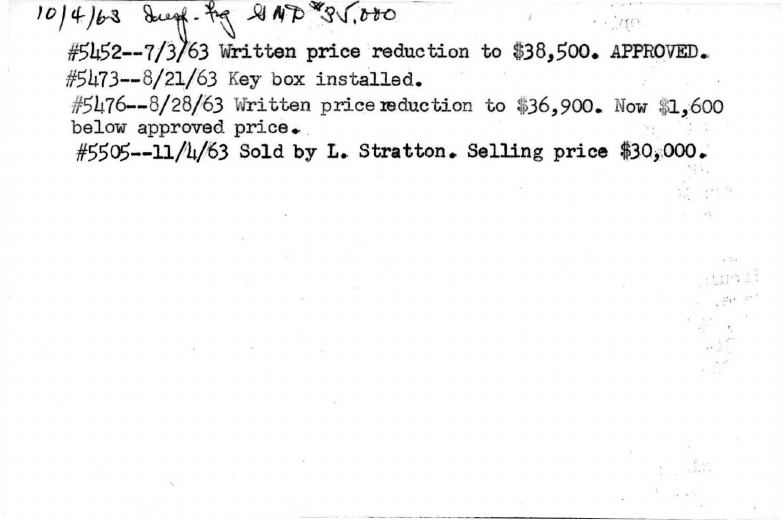 10/4/63 $35,000
#5452--7/3/63 Written price reduction to $38,500. APPROVED.
#5473--8/21/63 Key box installed.
#5476--8/28/63 Written price reduction to $36,900. Now $1,600
below approved price.
#5505--11/4/63 Sold by L. Stratton. Selling price $30,000.